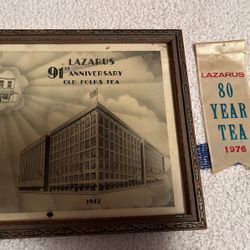 LAZARUS
91ST ANNIVERSARY
OLD FOLKS TEA
1942
LAZARUS
80
YEAR
TEA
1976